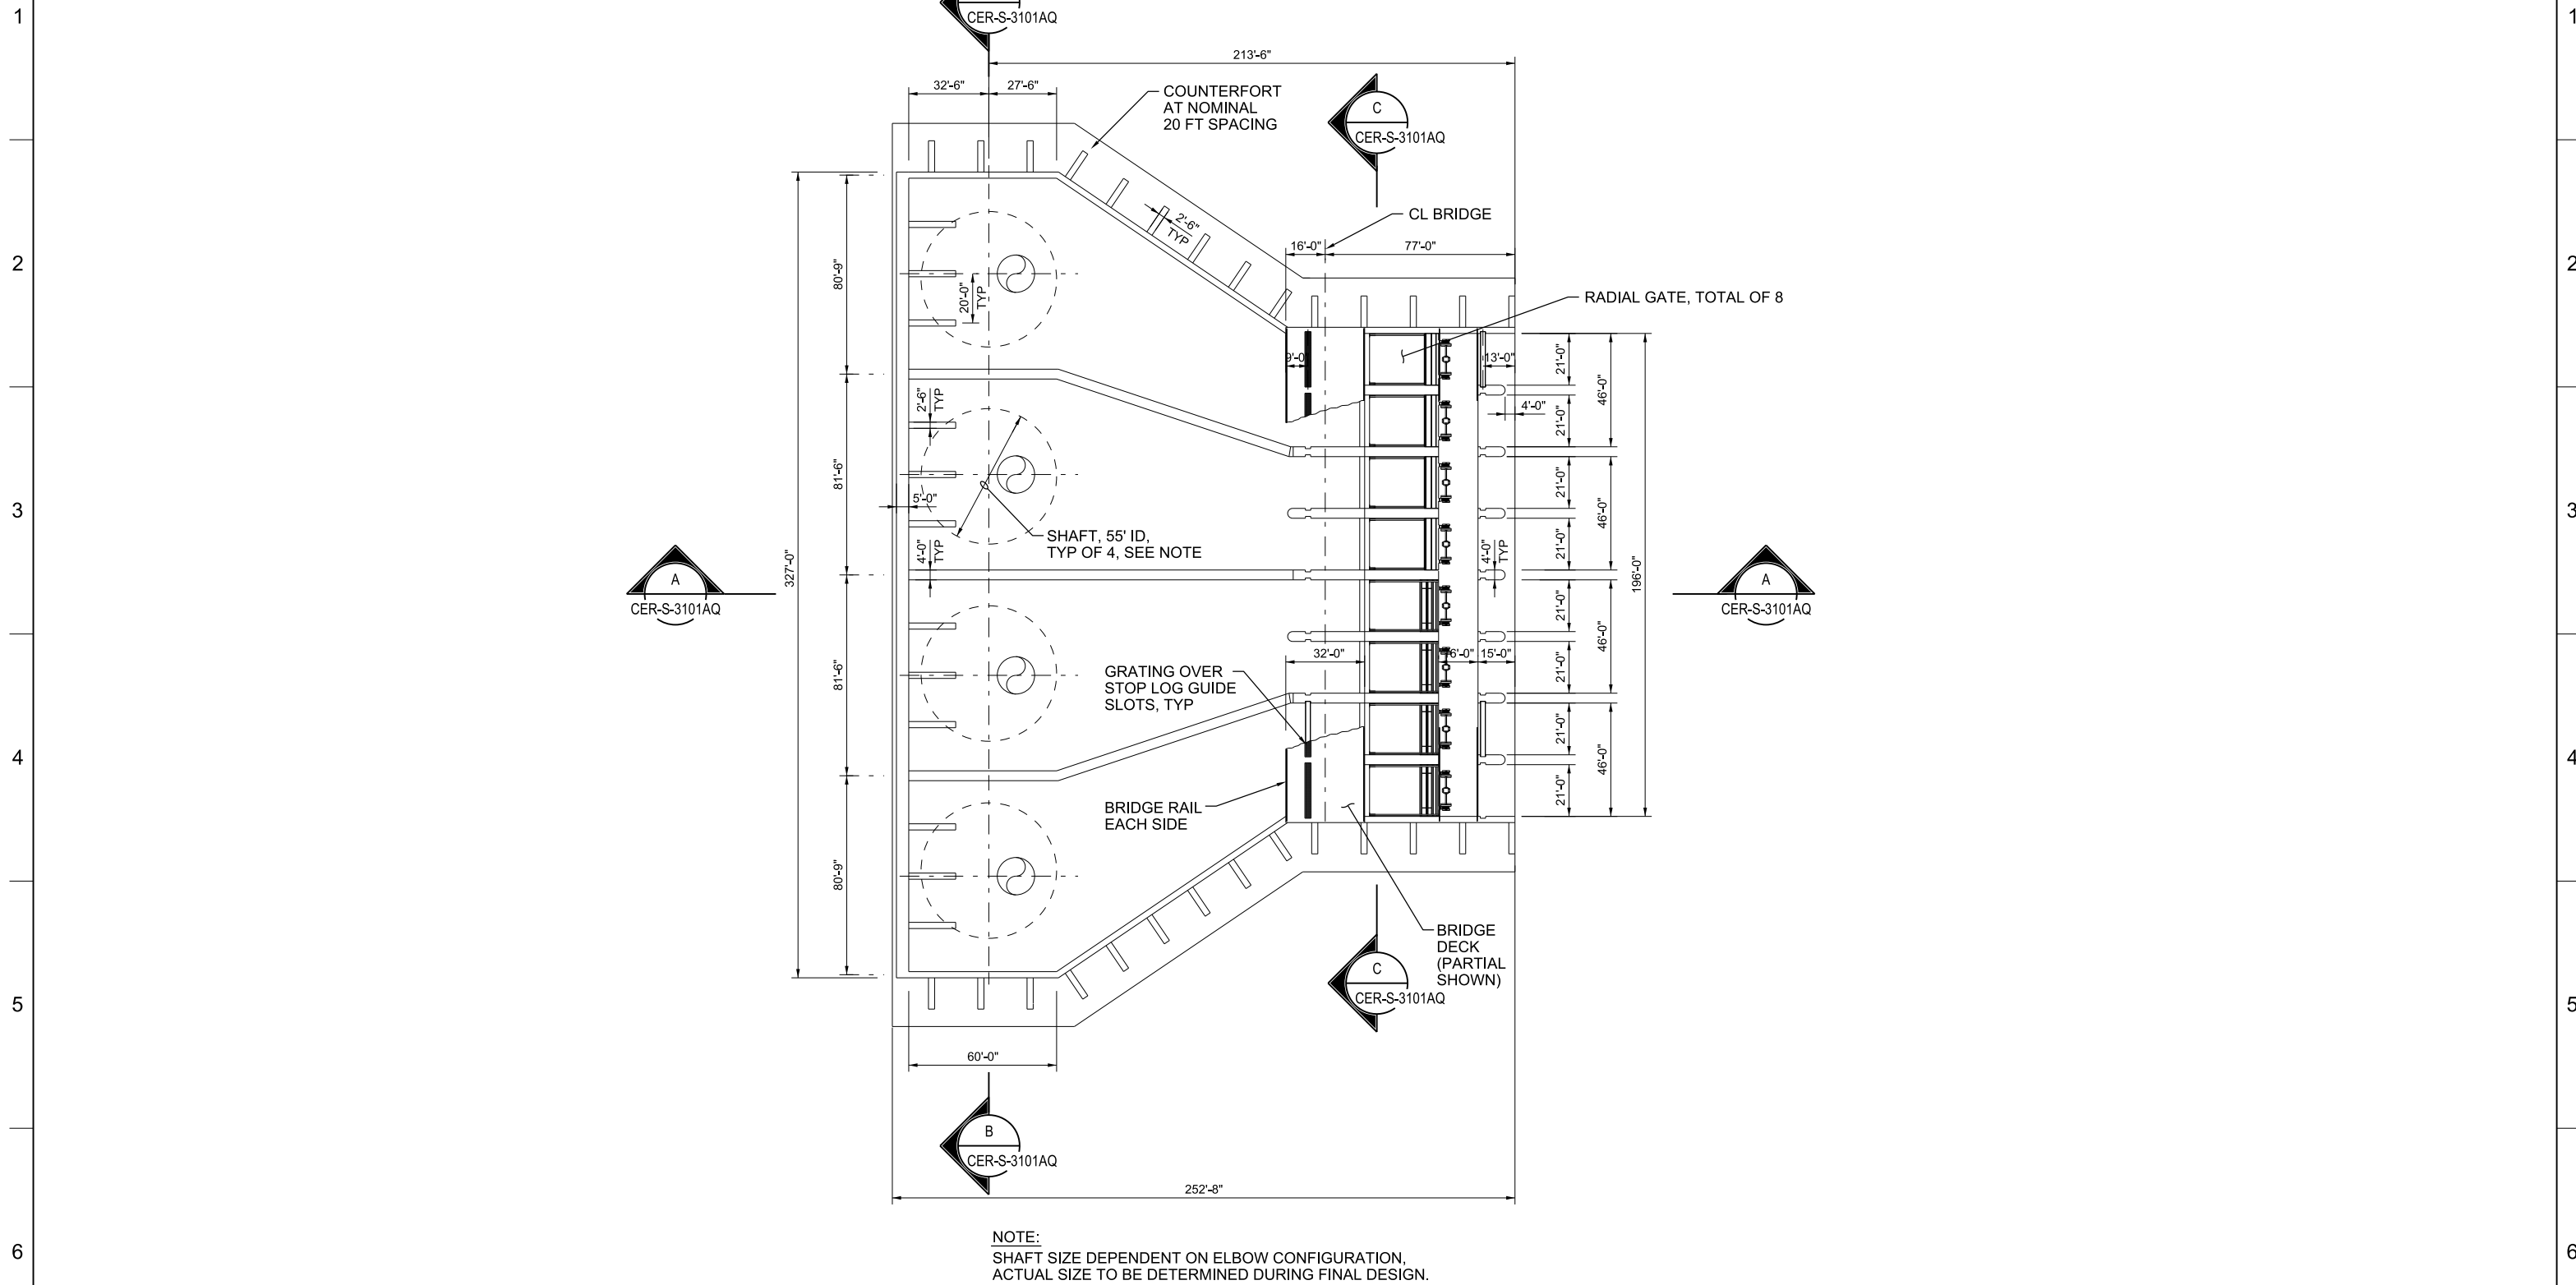 1
1
CER-S-3101AQ
213'-6"
32'-6"
27'-6"
COUNTERFORT
AT NOMINAL
20 FT SPACING
C
CER-S-3101AQ
2
2
CL BRIDGE
2'-6"
TYP
16'-0"
77'-0"
80'-9"
20'-0"
TYP
RADIAL GATE, TOTAL OF 8
9'-0
13'-0"
21'-0"
46'-0"
4'-0"
2'-6"
TYP
21'-0"
81'-6"
5'-0"
21'-0"
3
3
46'-0"
SHAFT, 55' ID,
TYP OF 4, SEE NOTE
4'-0"
TYP
21'-0"
4'-0"
TYP
327'-0"
196'-0"
A
CER-S-3101AQ
A
CER-S-3101AQ
21'-0"
46'-0"
81'-6"
32'-0"
6'-0"
15'-0"
21'-0"
GRATING OVER
STOP LOG GUIDE
SLOTS, TYP
21'-0"
46'-0"
4
4
21'-0"
BRIDGE RAIL
EACH SIDE
80'-9"
BRIDGE
DECK
(PARTIAL
SHOWN)
C
CER-S-3101AQ
5
5
60'-0"
B
CER-S-3101AQ
252'-8"
NOTE:
SHAFT SIZE DEPENDENT ON ELBOW CONFIGURATION,
ACTUAL SIZE TO BE DETERMINED DURING FINAL DESIGN.
6
6